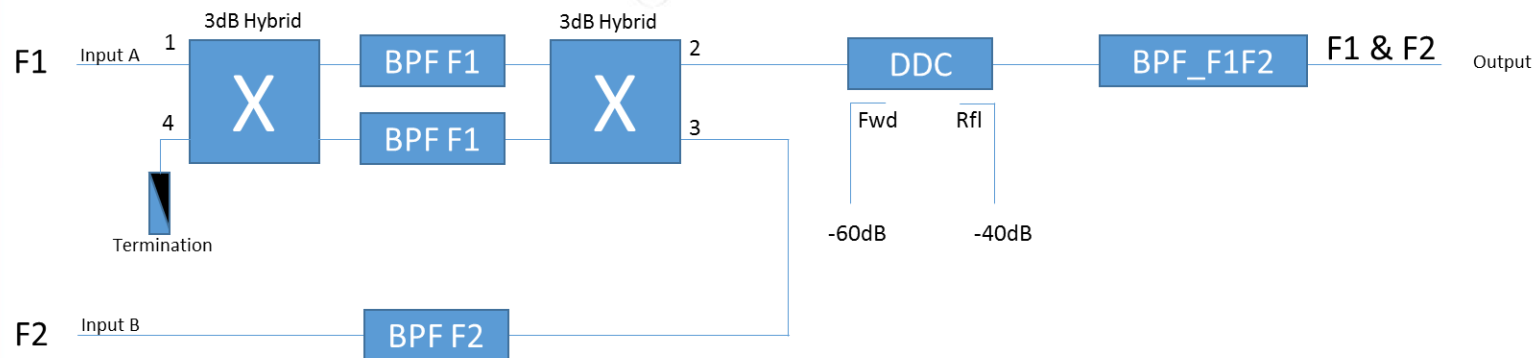 3dB Hybrid
3dB Hybrid
F1
Input A
1
X
BPF F1
X
2
DDC
BPF_F1F2
F1 & F2
Output
4
BPF F1
3
Fwd
Rfl
Termination
-60dB
-40dB
F2
Input B
BPF F2